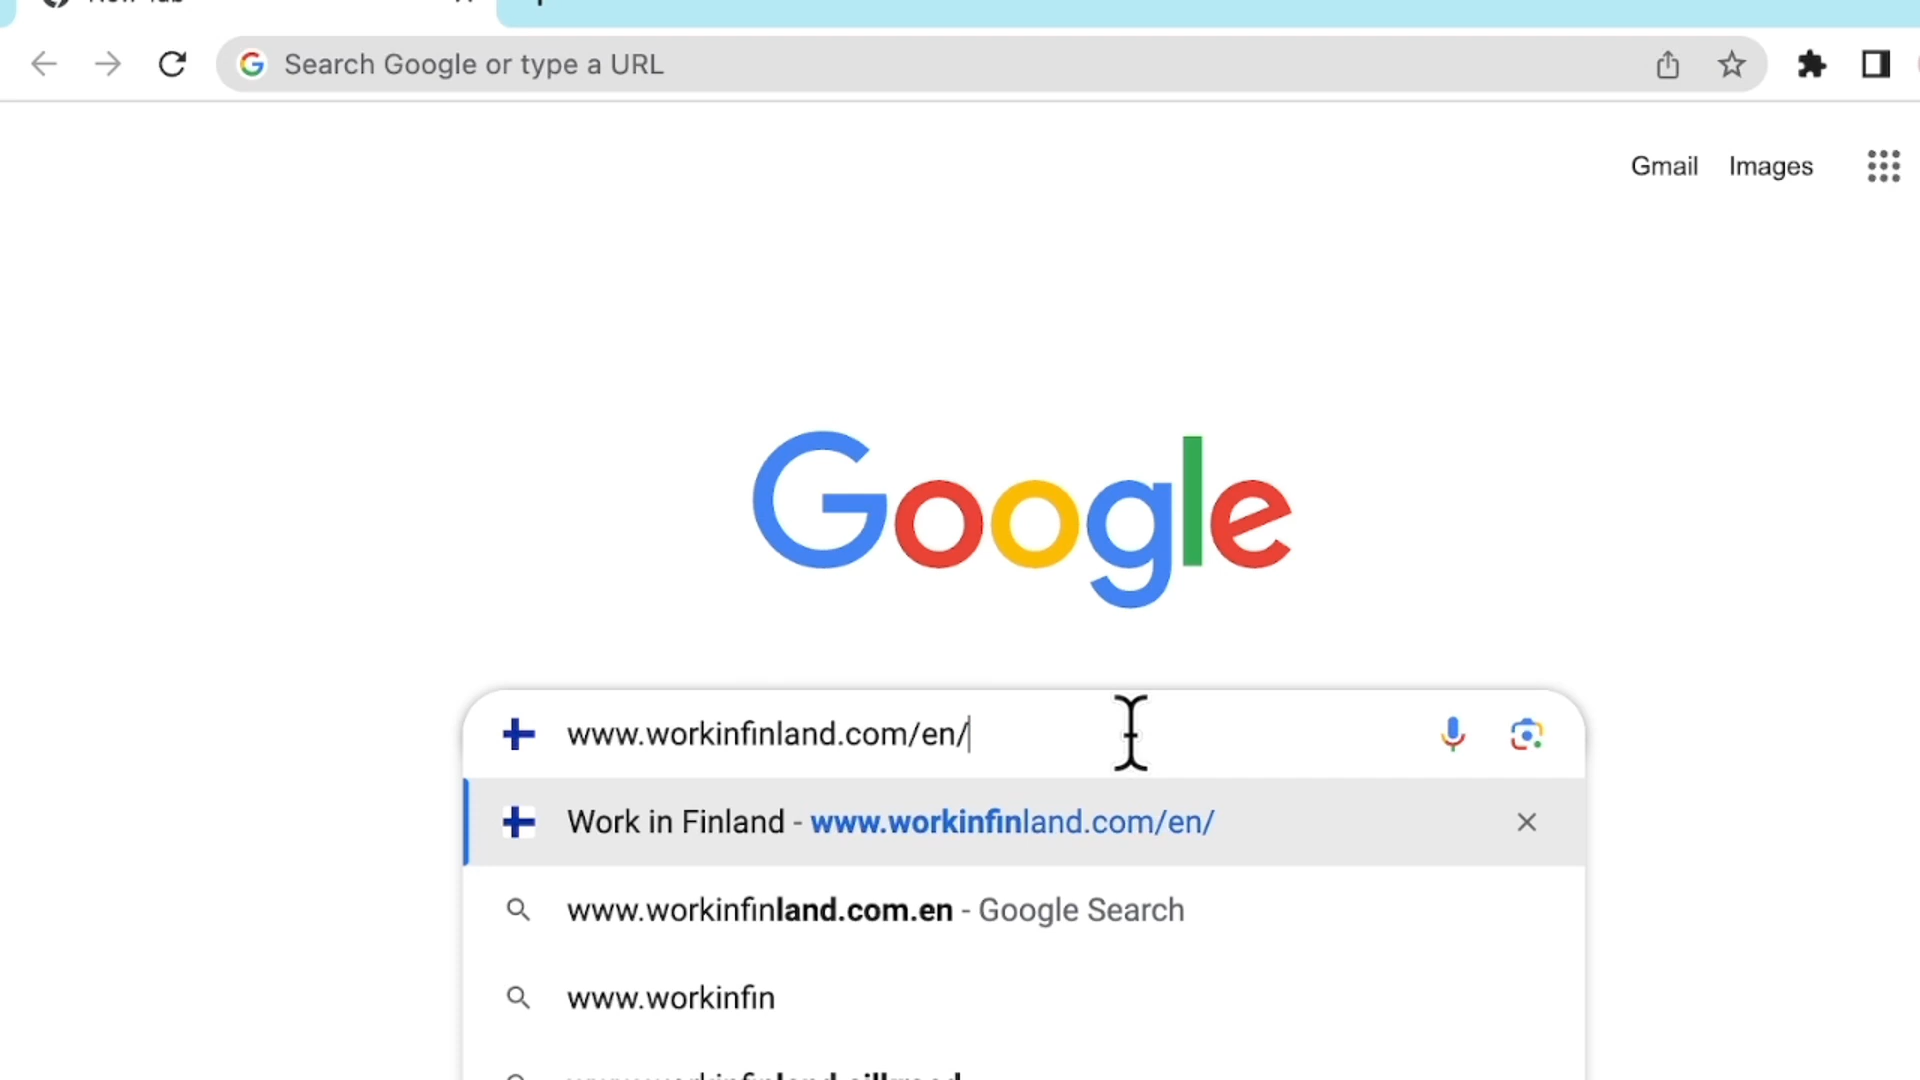 Search Google or type a URL
Gmail Images
Google
www.workinfinland.com/en/
Work in Finland - www.workinfinland.com/en/
www.workinfinland.com.en - Google Search
www.workinfin